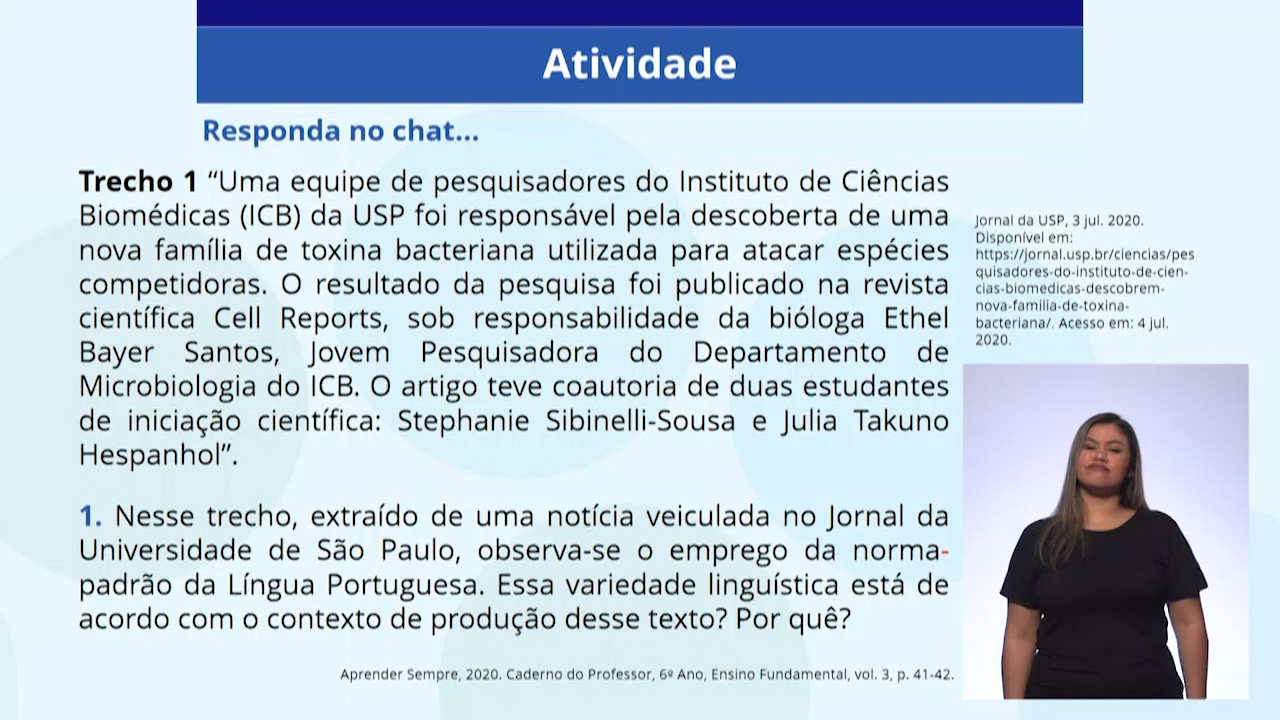 Atividade
Responda no chat...
Trecho 1 “Uma equipe de pesquisadores do Instituto de Ciências
Biomédicas (ICB) da USP foi responsável pela descoberta de uma
nova família de toxina bacteriana utilizada para atacar espécies
competidoras. O resultado da pesquisa foi publicado na revista
científica Cell Reports, sob responsabilidade da bióloga Ethel
Bayer Santos, Jovem Pesquisadora do Departamento de
Microbiologia do ICB. O artigo teve coautoria de duas estudantes
de iniciação científica: Stephanie Sibinelli-Sousa e Julia Takuno
Hespanhol”.
Jornal da USP, 3 jul. 2020.
Disponível em:
https://jornal.usp.br/ciencias/pes
quisadores-do-instituto-de-cien-
cias-biomedicas-descobrem-
nova-familia-de-toxina-
bacteriana/. Acesso em: 4 jul.
2020.
1. Nesse trecho, extraído de uma notícia veiculada no Jornal da
Universidade de São Paulo, observa-se o emprego da norma-
padrão da Língua Portuguesa. Essa variedade linguística está de
acordo com o contexto de produção desse texto? Por quê?
Aprender Sempre, 2020. Caderno do Professor, 6º Ano, Ensino Fundamental, vol. 3, p. 41-42.